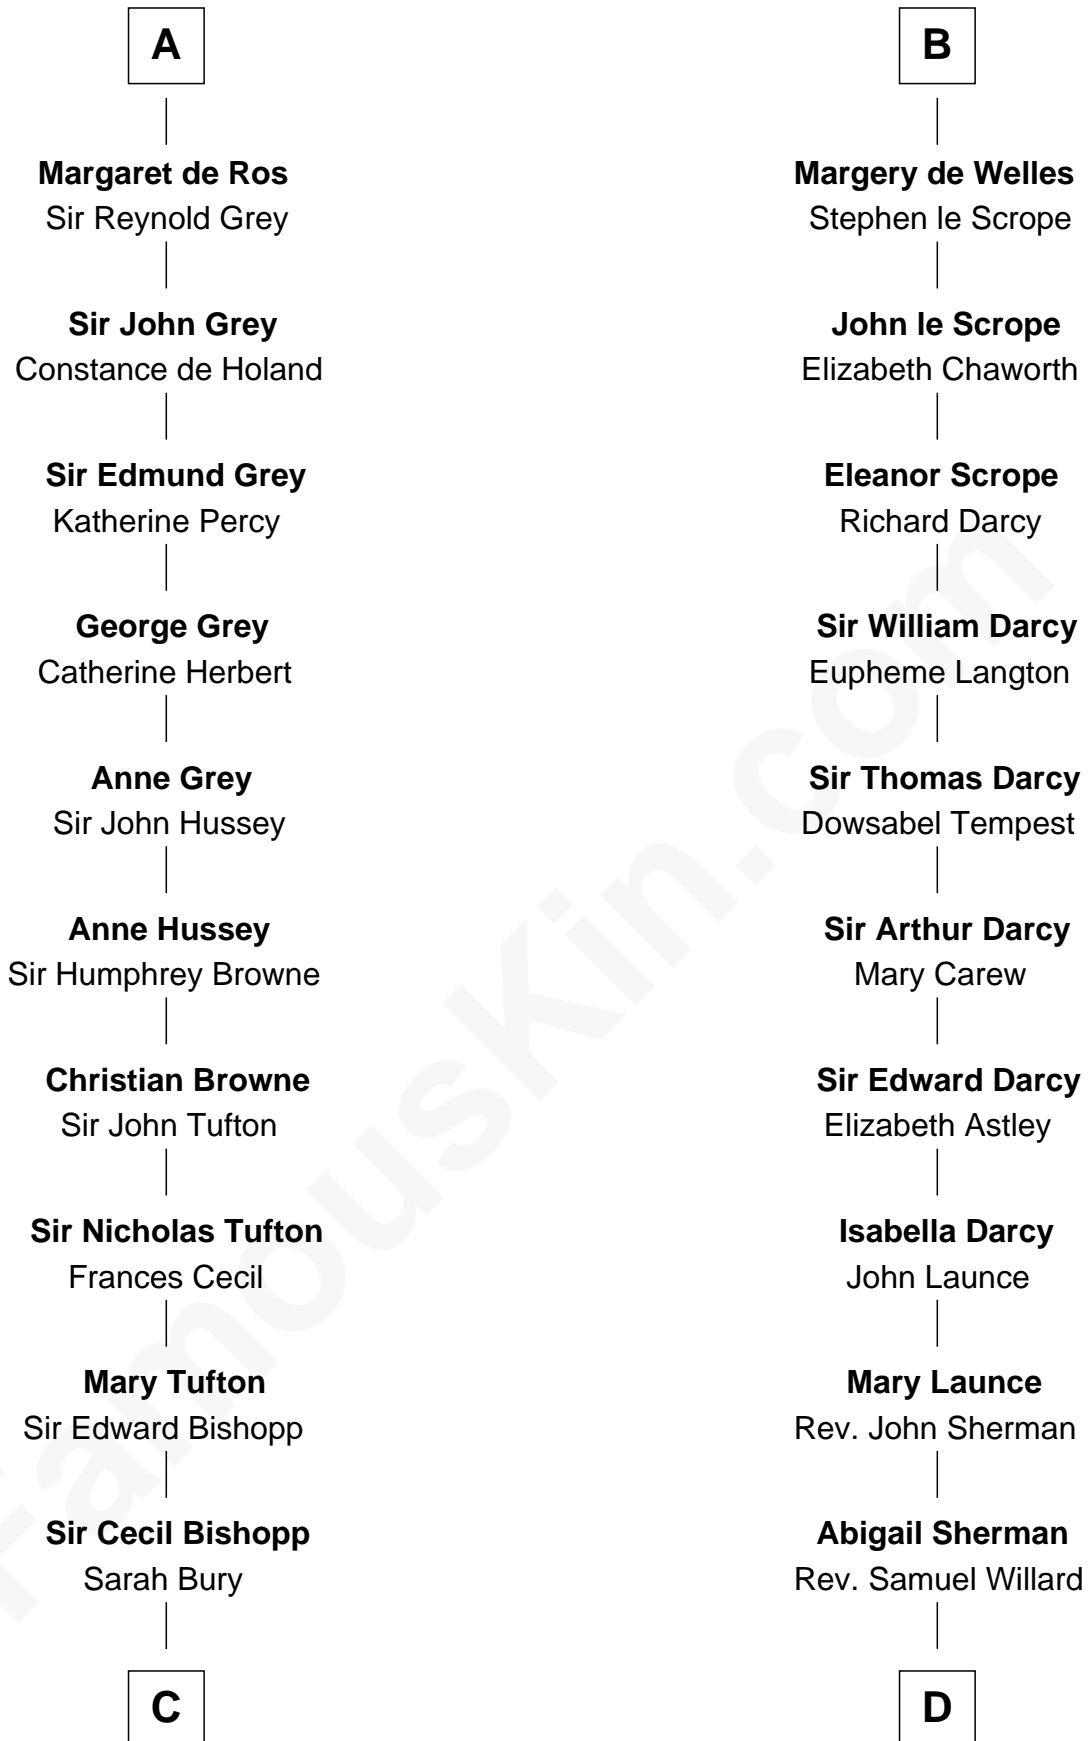 A
Margaret de Ros
Sir Reynold Grey
Sir John Grey
Constance de Holand
Sir Edmund Grey
Katherine Percy
George Grey
Catherine Herbert
Anne Grey
Sir John Hussey
Anne Hussey
Sir Humphrey Browne
Christian Browne
Sir John Tufton
Sir Nicholas Tufton
Frances Cecil
Mary Tufton
Sir Edward Bishopp
Sir Cecil Bishopp
Sarah Bury
C
B
Margery de Welles
Stephen le Scrope
John le Scrope
Elizabeth Chaworth
Eleanor Scrope
Richard Darcy
Sir William Darcy
Eupheme Langton
Sir Thomas Darcy
Dowsabel Tempest
Sir Arthur Darcy
Mary Carew
Sir Edward Darcy
Elizabeth Astley
Isabella Darcy
John Launce
Mary Launce
Rev. John Sherman
Abigail Sherman
Rev. Samuel Willard
D
FamousKin.com